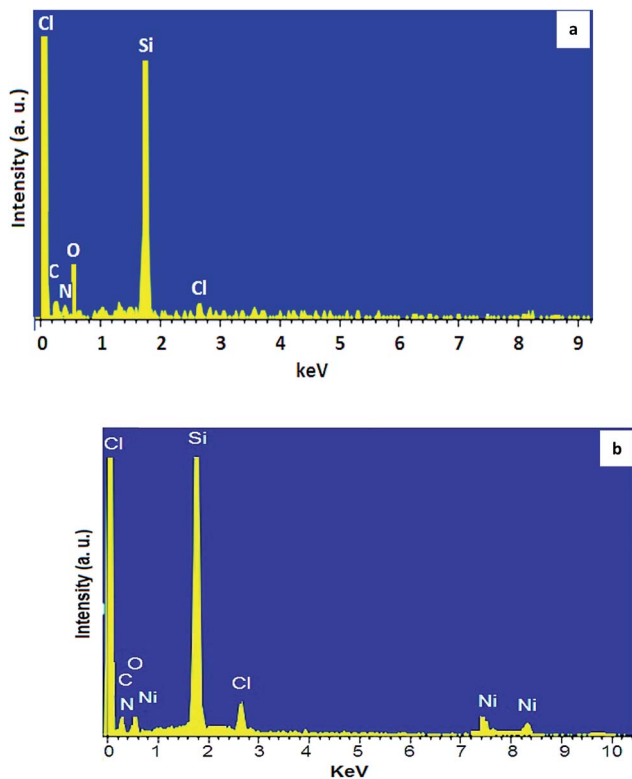 Cl
Si
a
Intensity (a. u.)
O
C
N
Cl
0 1 2 3 4 5 6 7 8 9
keV
Cl
Si
b
Intensity (a. u.)
O
C
N
Ni
Cl
Ni
Ni
0 1 2 3 4 5 6 7 8 9 10
KeV